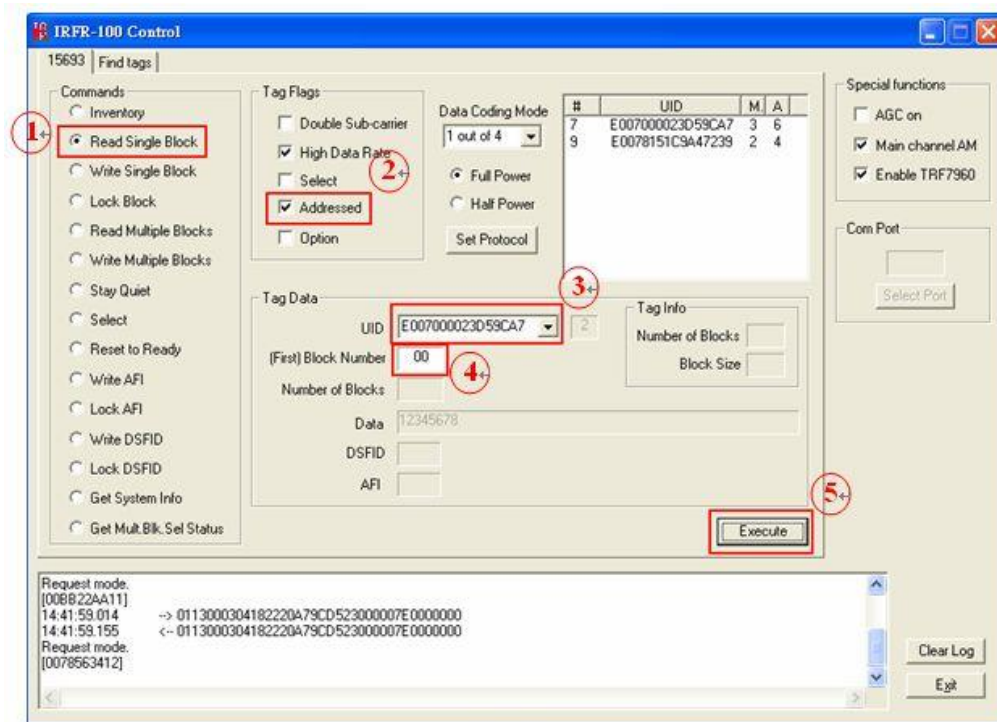 IRFR-100 Control
15693 Find tags
Commands
Inventory
1
Read Single Block
Write Single Block
Lock Block
Read Multiple Blocks
Write Multiple Blocks
Stay Quiet
Select
Reset to Ready
Write AFI
Lock AFI
Write DSFID
Lock DSFID
Get System Info
Get Mult.Blk.Sel Status
Tag Flags
Double Sub-carrier
High Data Rate
2
Select
Addressed
Option
Data Coding Mode
1 out of 4
Full Power
Half Power
Set Protocol
# UID M. A
7 E007000023D59CA7 3 6
9 E0078151C9A47239 2 4
Special functions
AGC on
Main channel AM
Enable TRF7960
Com Port
Select Port
Tag Data
3
UID E007000023D59CA7 2
(First) Block Number 00
4
Number of Blocks
Data 12345678
DSFID
AFI
Tag Info
Number of Blocks
Block Size
5
Execute
Request mode.
[00BB22AA11]
14:41:59.014 --> 0113000304182220A79CD523000007E0000000
14:41:59.155 <-- 0113000304182220A79CD523000007E0000000
Request mode.
[0078563412]
Clear Log
Exit